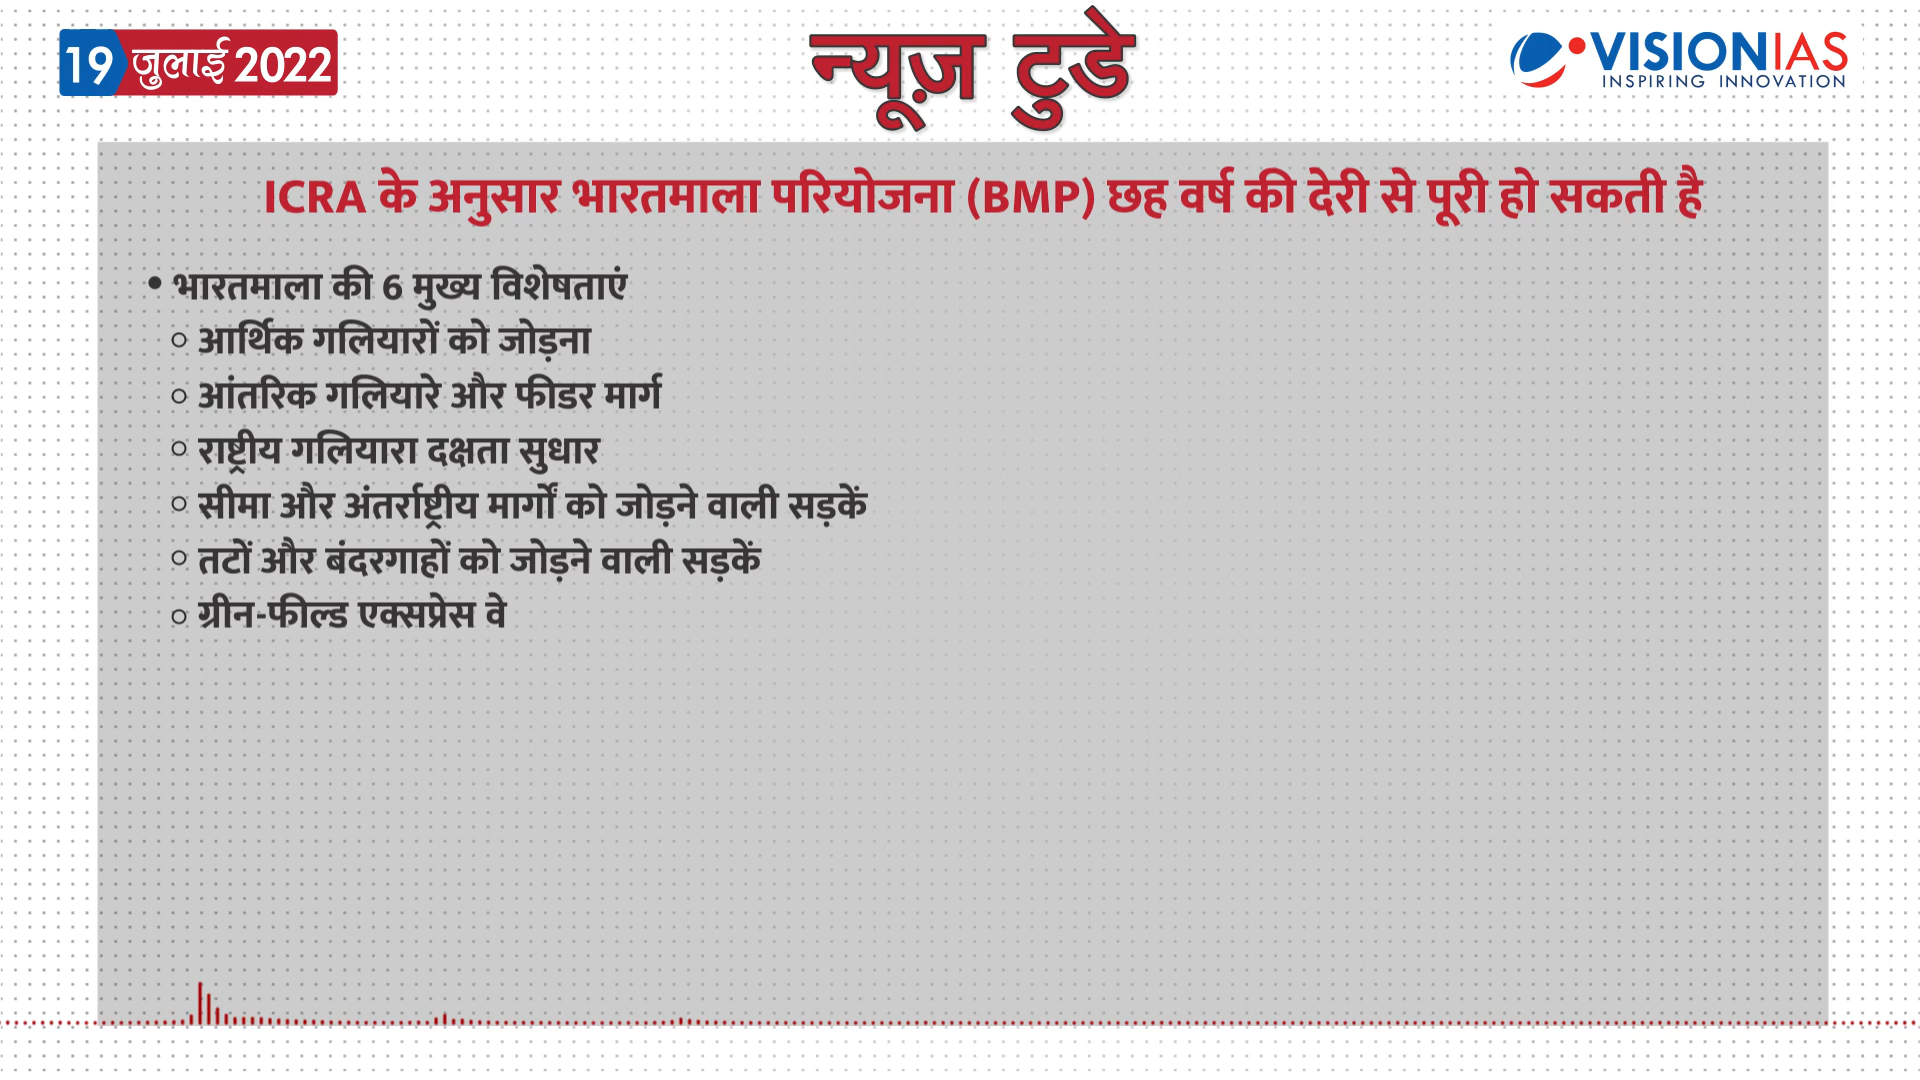 19 जुलाई 2022
न्यूज़ टुडे
VISIONIAS
INSPIRING INNOVATION
ICRA के अनुसार भारतमाला परियोजना (BMP) छह वर्ष की देरी से पूरी हो सकती है
• भारतमाला की 6 मुख्य विशेषताएं
○ आर्थिक गलियारों को जोड़ना
○ आंतरिक गलियारे और फीडर मार्ग
○ राष्ट्रीय गलियारा दक्षता सुधार
○ सीमा और अंतर्राष्ट्रीय मार्गों को जोड़ने वाली सड़कें
○ तटों और बंदरगाहों को जोड़ने वाली सड़कें
○ ग्रीन-फील्ड एक्सप्रेस वे